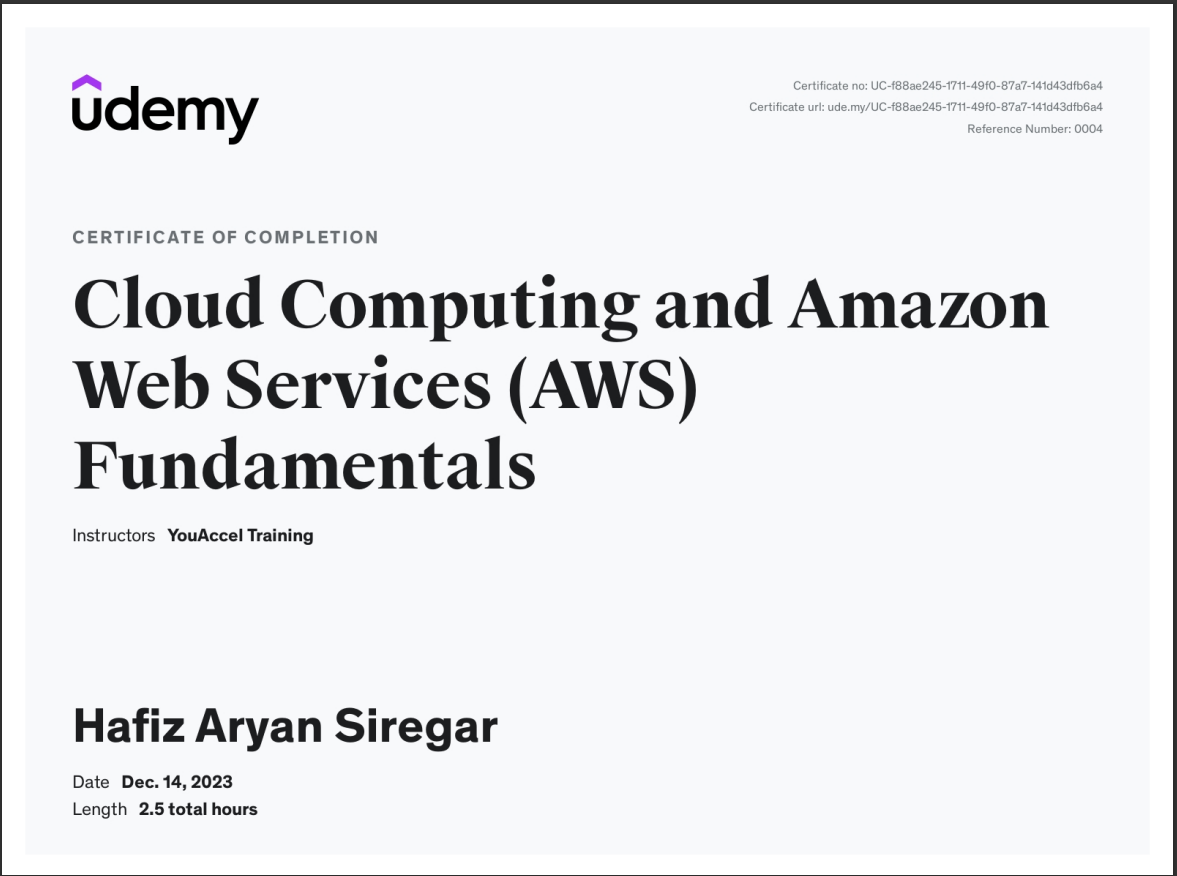 udemy
Certificate no: UC-f88ae245-1711-49f0-87a7-141d43dfb6a4
Certificate url: ude.my/UC-f88ae245-1711-49f0-87a7-141d43dfb6a4
Reference Number: 0004
CERTIFICATE OF COMPLETION
Cloud Computing and Amazon
Web Services (AWS)
Fundamentals
Instructors YouAccel Training
Hafiz Aryan Siregar
Date Dec. 14, 2023
Length 2.5 total hours